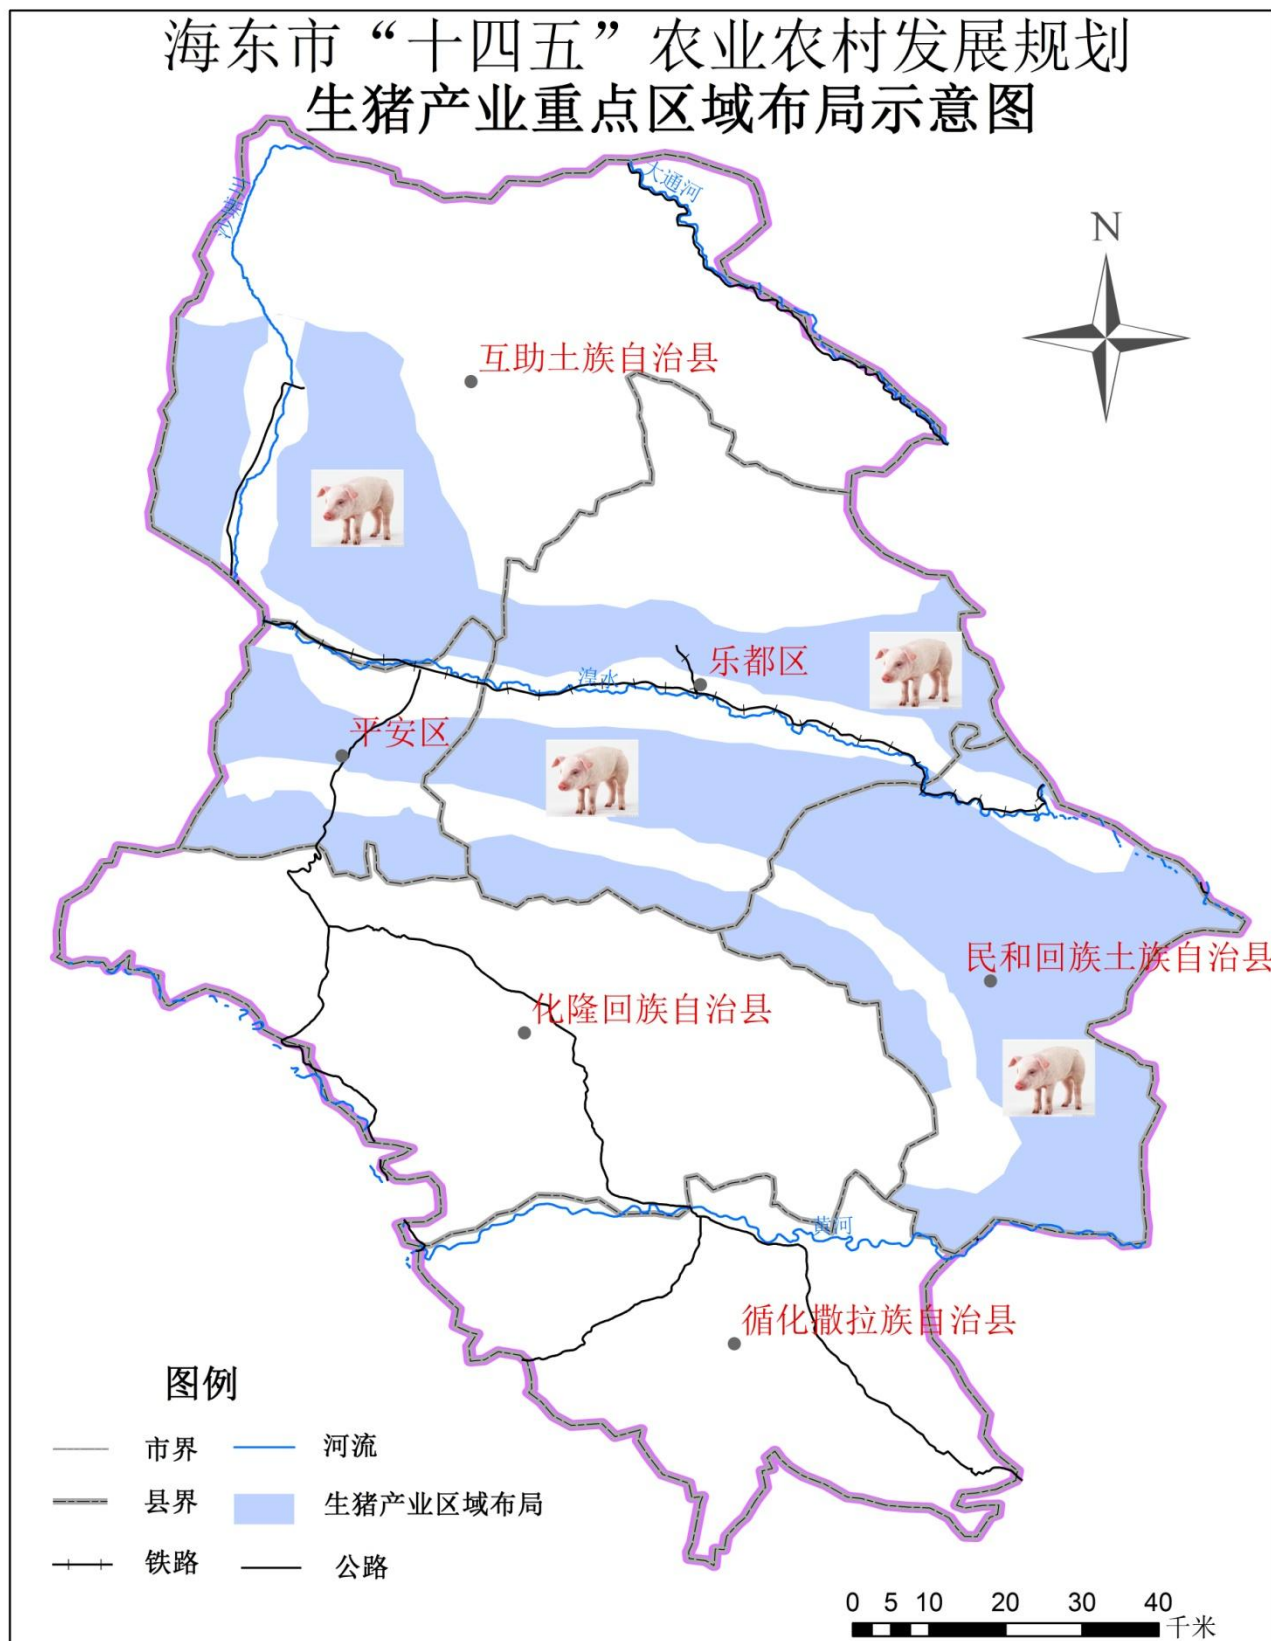 海东市“十四五”农业农村发展规划
生猪产业重点区域布局示意图
大通河
N
互助土族自治县
乐都区
湟水
平安区
民和回族土族自治县
化隆回族自治县
黄河
循化撒拉族自治县
图例
市界
河流
县界
生猪产业区域布局
铁路
公路
0 5 10 20 30 40
千米